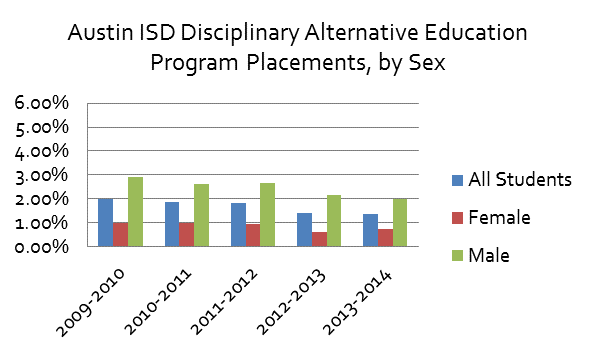 Austin ISD Disciplinary Alternative Education
Program Placements, by Sex
6.00%
5.00%
4.00%
3.00%
2.00%
1.00%
0.00%
2009-2010
2010-2011
2011-2012
2012-2013
2013-2014
All Students
Female
Male